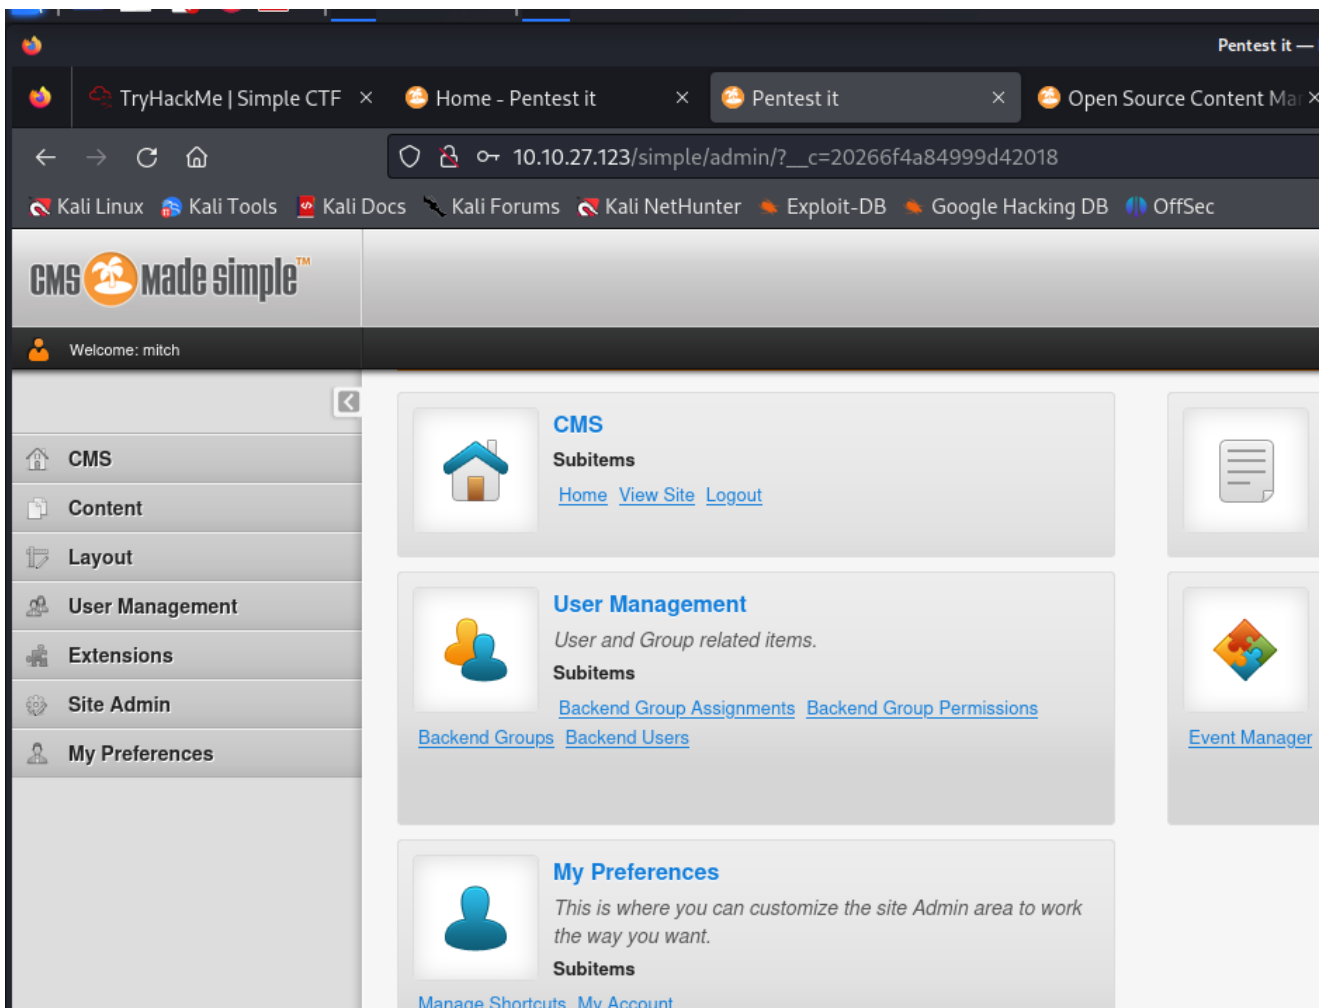 Pentest it —
TryHackMe | Simple CTF
Home - Pentest it
Pentest it
Open Source Content Ma
10.10.27.123/simple/admin/?__c=20266f4a84999d42018
Kali Linux Kali Tools Kali Docs Kali Forums Kali NetHunter Exploit-DB Google Hacking DB OffSec
CMS made simple™
Welcome: mitch
CMS
Content
Layout
User Management
Extensions
Site Admin
My Preferences
CMS
Subitems
Home View Site Logout
User Management
User and Group related items.
Subitems
Backend Group Assignments Backend Group Permissions
Backend Groups Backend Users
Event Manager
My Preferences
This is where you can customize the site Admin area to work
the way you want.
Subitems
Manage Shortcuts My Account